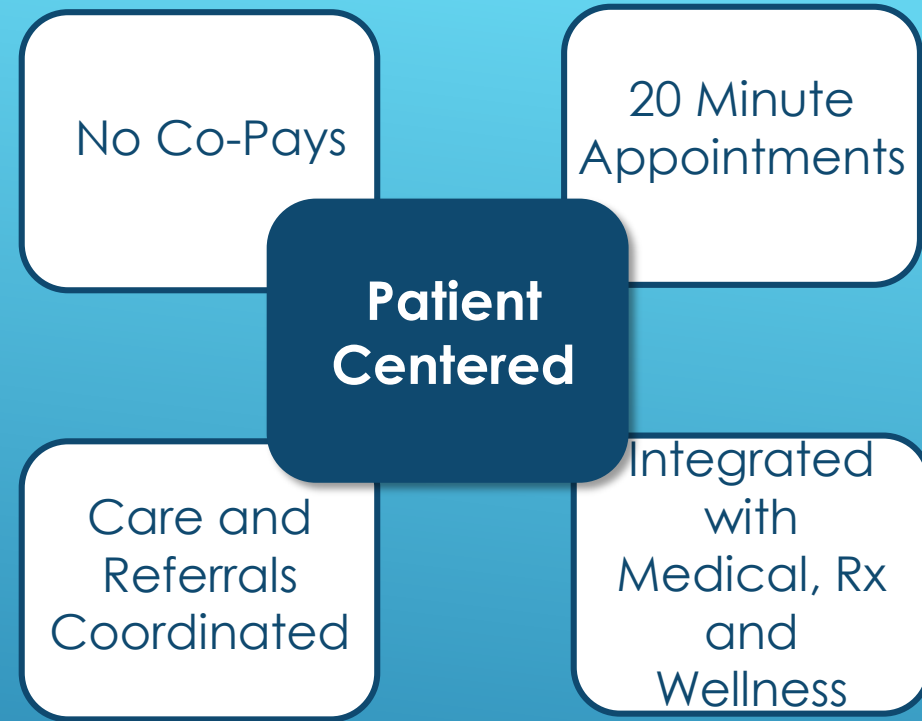 No Co-Pays
20 Minute
Appointments
Patient
Centered
Care and
Referrals
Coordinated
Integrated
with
Medical, Rx
and
Wellness